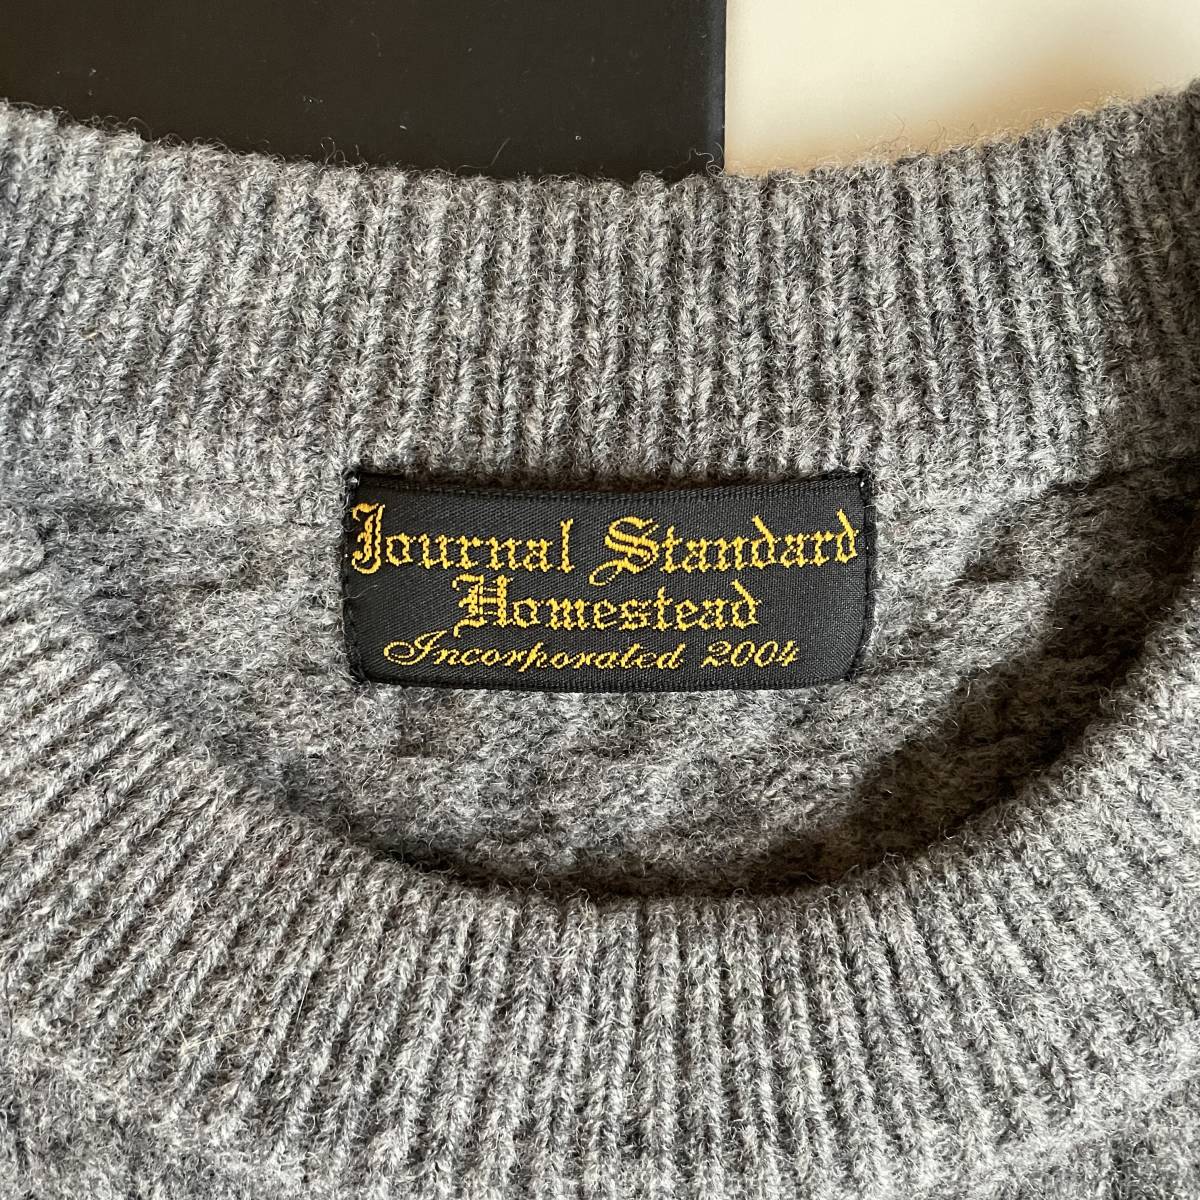 Journal Standard
Homestead
Incorporated 2004